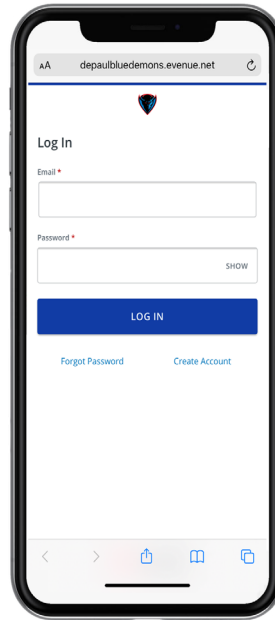 AA depaulbluedemons.evenue.net
Log In
Email *
Password *
SHOW
LOG IN
Forgot Password Create Account